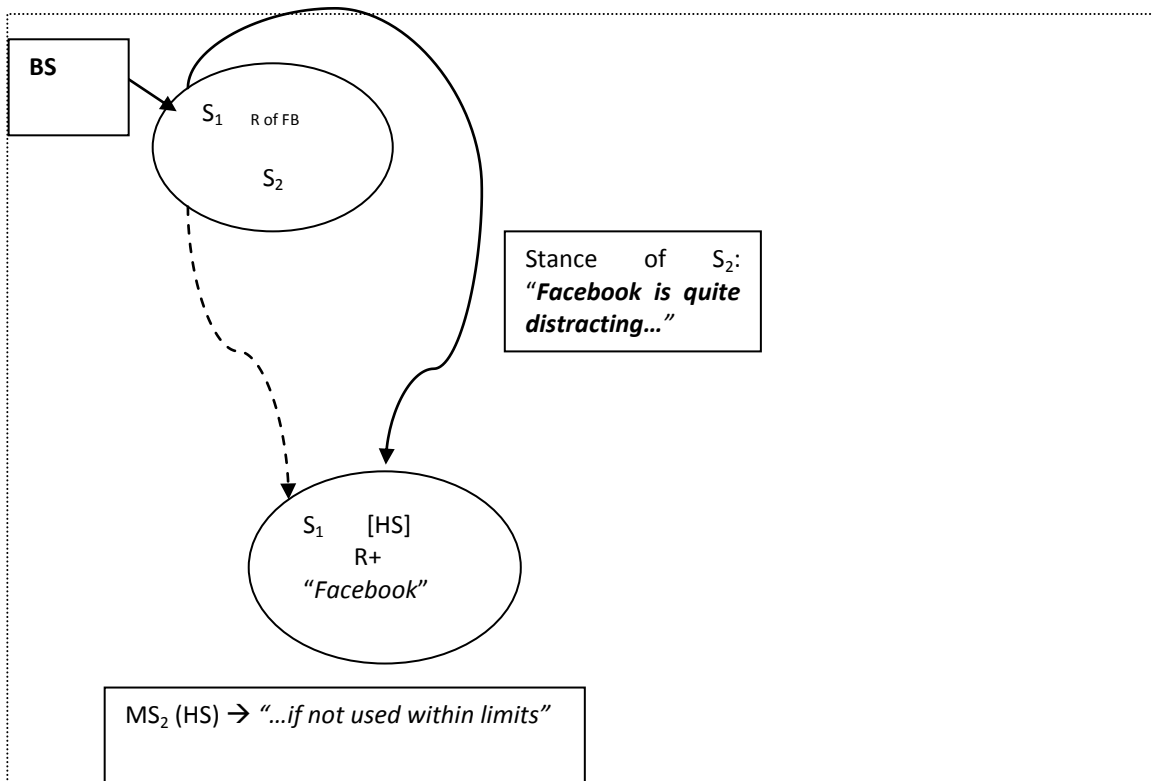 BS
S₁ R of FB
S₂
Stance of S₂:
“Facebook is quite
distracting…”
S₁ [HS]
R+
“Facebook”
MS₂ (HS) → “…if not used within limits”